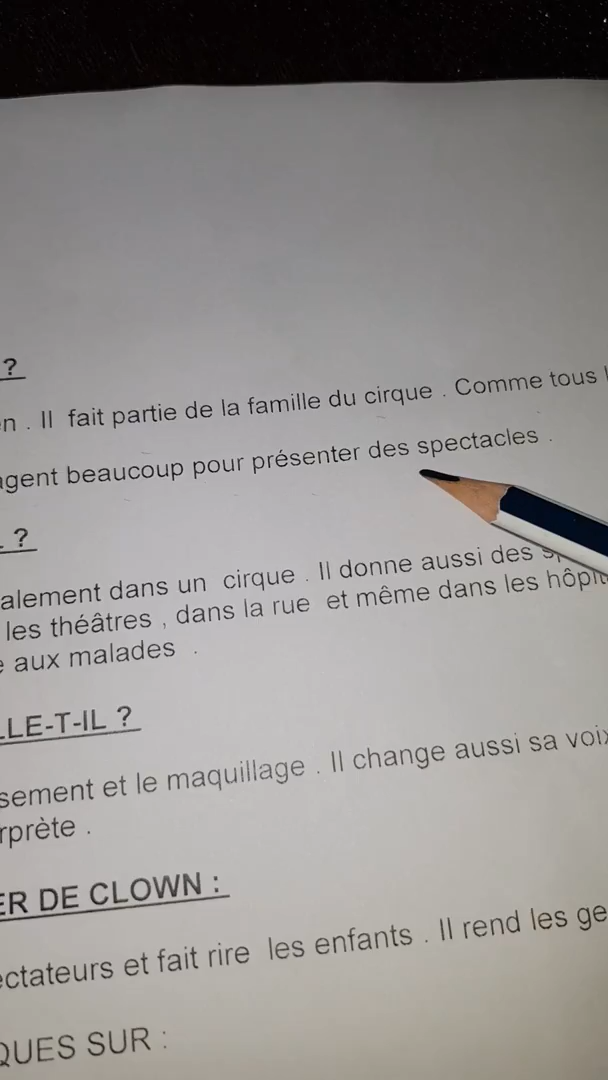 ?
en . Il fait partie de la famille du cirque . Comme tous
agent beaucoup pour présenter des spectacles .
?
alement dans un cirque . Il donne aussi des
les théâtres , dans la rue et même dans les
e aux malades .
LLE-T-IL ?
sement et le maquillage . Il change aussi sa voix
rprète .
ER DE CLOWN :
ectateurs et fait rire les enfants . Il rend les
QUES SUR :